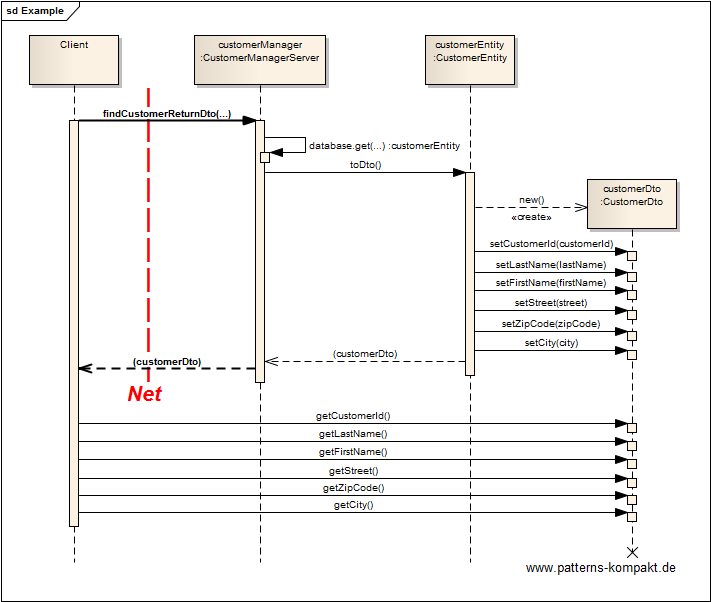 sd Example
Client
customerManager
:CustomerManagerServer
customerEntity
:CustomerEntity
findCustomerReturnDto(...)
database.get(...) :customerEntity
toDto()
customerDto
:CustomerDto
new()
«create»
setCustomerId(customerId)
setLastName(lastName)
setFirstName(firstName)
setStreet(street)
setZipCode(zipCode)
setCity(city)
(customerDto)
(customerDto)
Net
getCustomerId()
getLastName()
getFirstName()
getStreet()
getZipCode()
getCity()
www.patterns-kompakt.de